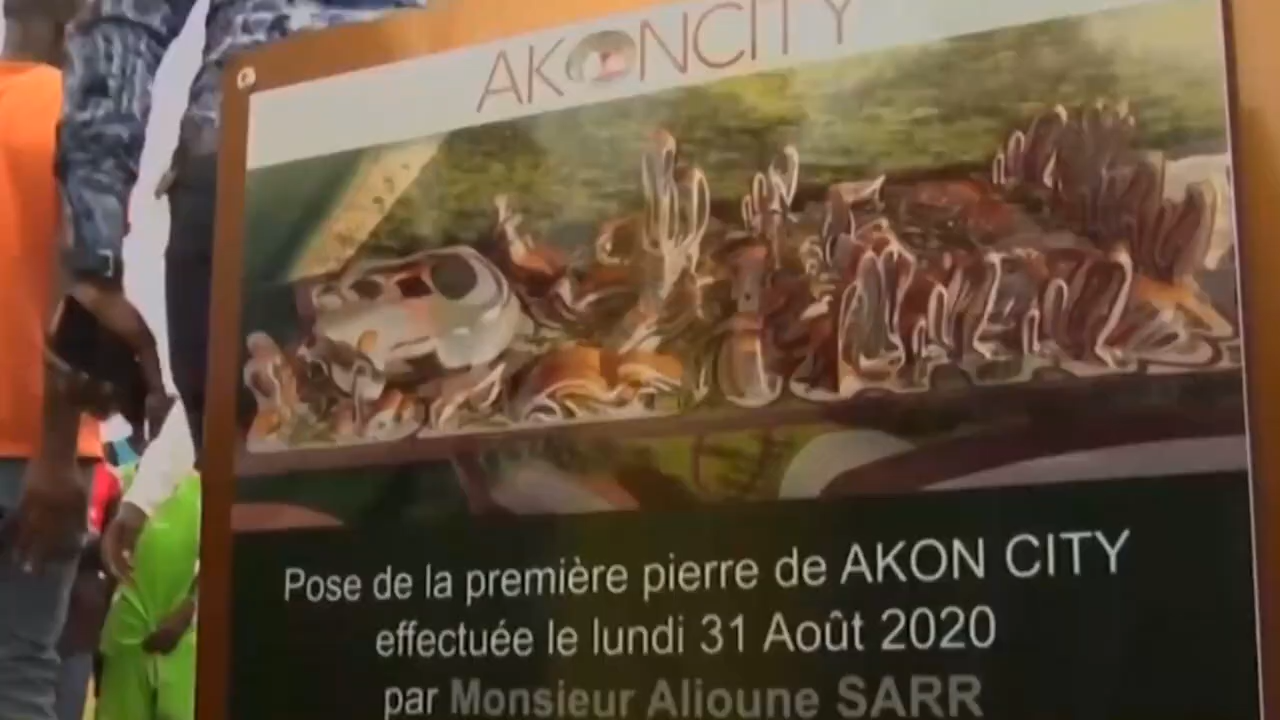 AKONCITY
Pose de la première pierre de AKON CITY
effectuée le lundi 31 Août 2020
par Monsieur Alioune SARR